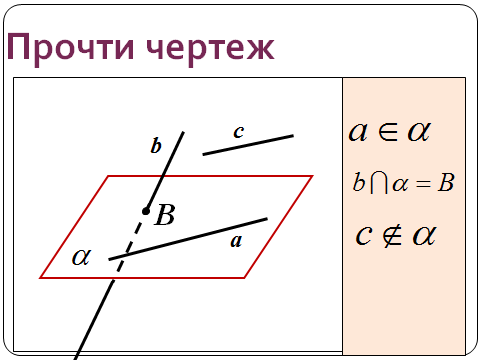 Прочти чертеж
b
c
B
a
α
a ∈ α
b ⋂ α = B
c ∉ α